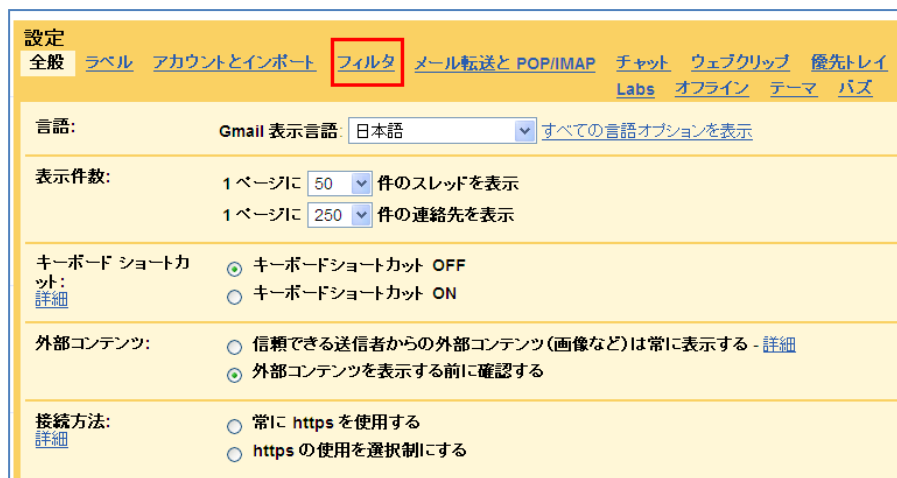 設定
全般 ラベル アカウントとインポート フィルタ メール転送と POP/IMAP チャット ウェブクリップ 優先トレイ
Labs オフライン テーマ バズ
言語: Gmail 表示言語: 日本語 すべての言語オプションを表示
表示件数: 1 ページに 50 件のスレッドを表示
1 ページに 250 件の連絡先を表示
キーボード ショートカ キーボードショートカット OFF
ット:
詳細 キーボードショートカット ON
外部コンテンツ: 信頼できる送信者からの外部コンテンツ(画像など)は常に表示する - 詳細
外部コンテンツを表示する前に確認する
接続方法: 常に https を使用する
詳細
https の使用を選択制にする